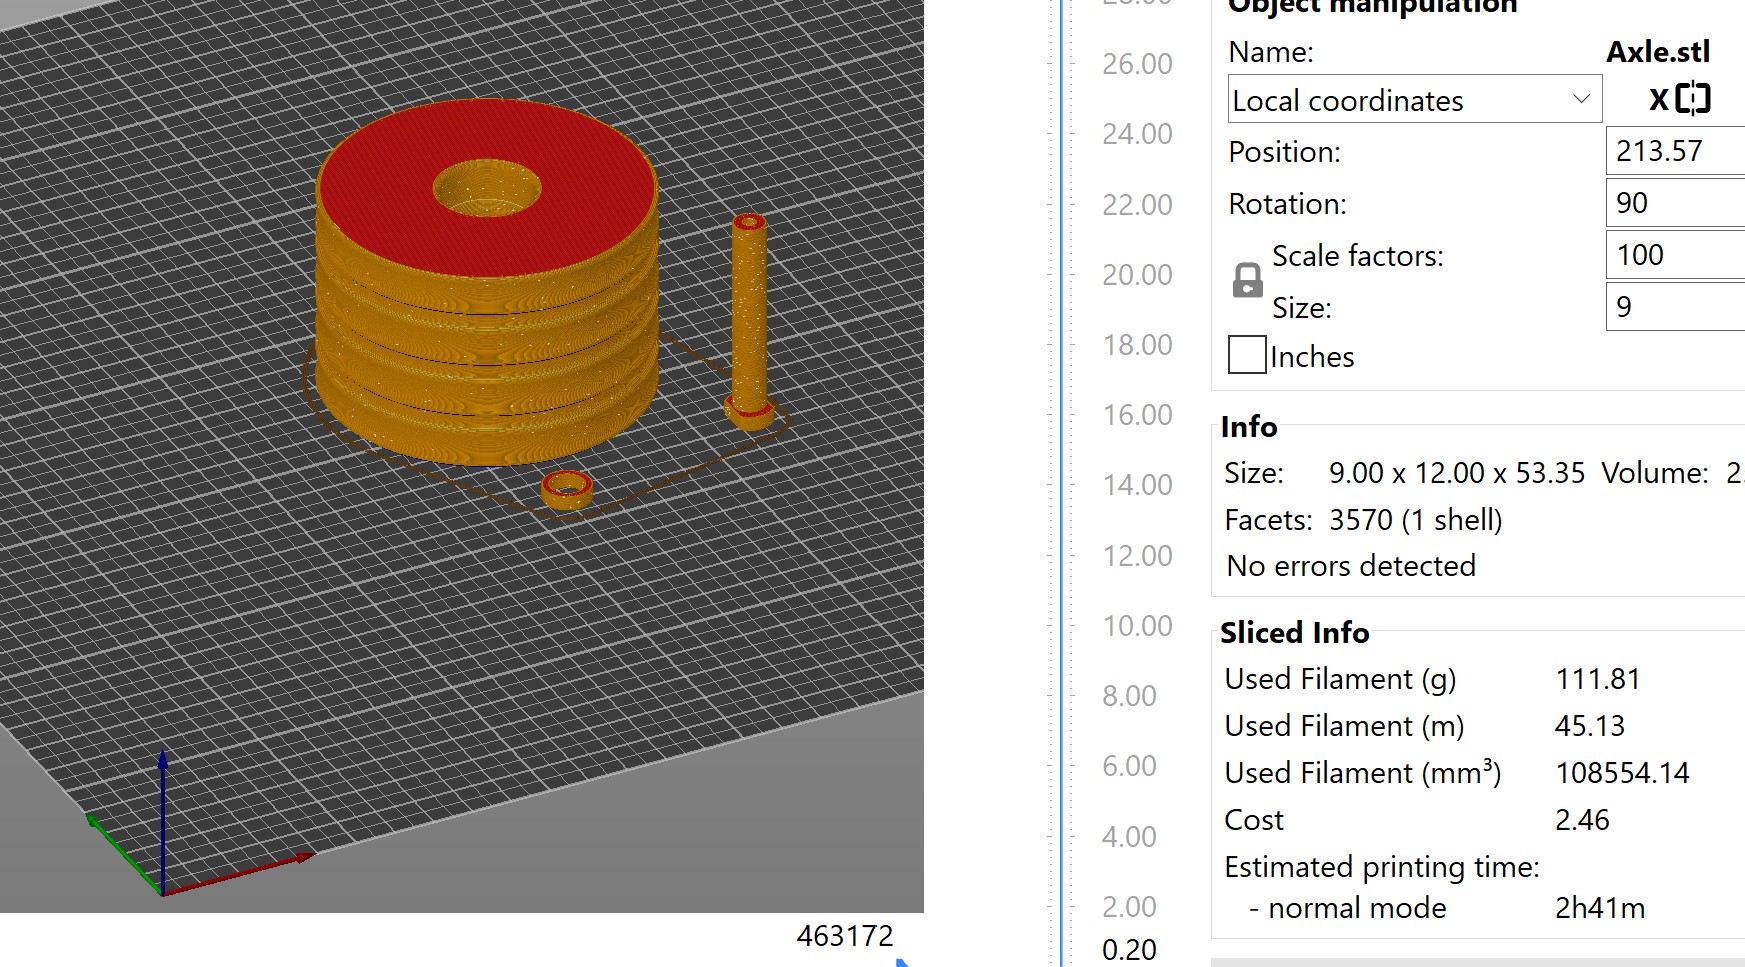 28.00
26.00
24.00
22.00
20.00
18.00
16.00
14.00
12.00
10.00
8.00
6.00
4.00
2.00
0.20
463172
Object manipulation
Name: Axle.stl
Local coordinates X
Position: 213.57
Rotation: 90
Scale factors: 100
Size: 9
Inches
Info
Size: 9.00 x 12.00 x 53.35 Volume:
Facets: 3570 (1 shell)
No errors detected
Sliced Info
Used Filament (g) 111.81
Used Filament (m) 45.13
Used Filament (mm³) 108554.14
Cost 2.46
Estimated printing time:
- normal mode 2h41m